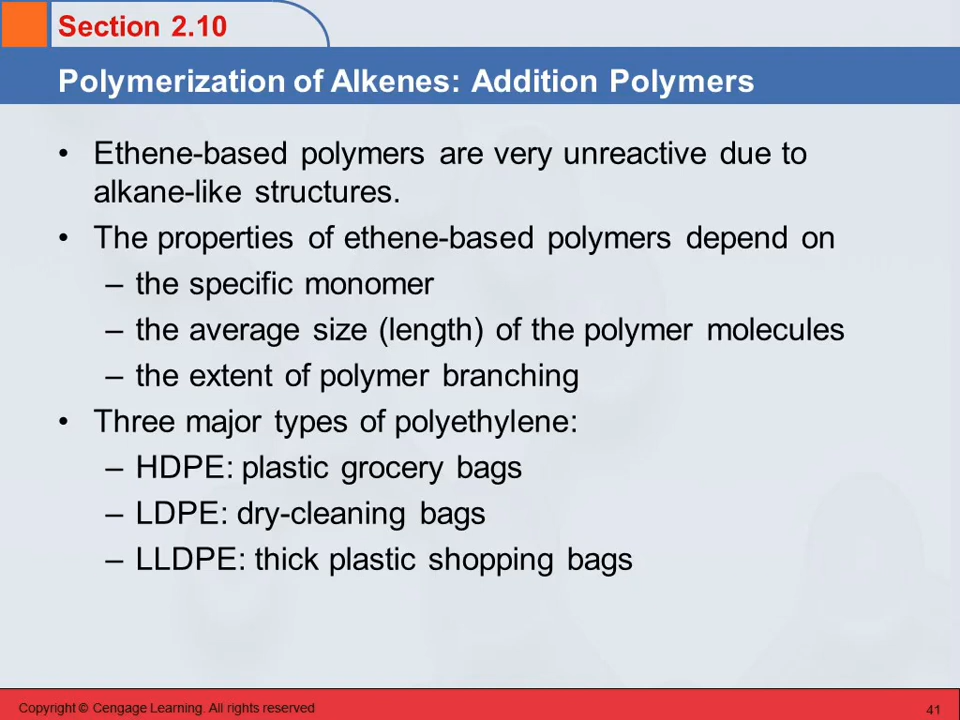 Section 2.10
Polymerization of Alkenes: Addition Polymers
• Ethene-based polymers are very unreactive due to
alkane-like structures.
• The properties of ethene-based polymers depend on
– the specific monomer
– the average size (length) of the polymer molecules
– the extent of polymer branching
• Three major types of polyethylene:
– HDPE: plastic grocery bags
– LDPE: dry-cleaning bags
– LLDPE: thick plastic shopping bags
Copyright © Cengage Learning. All rights reserved
41